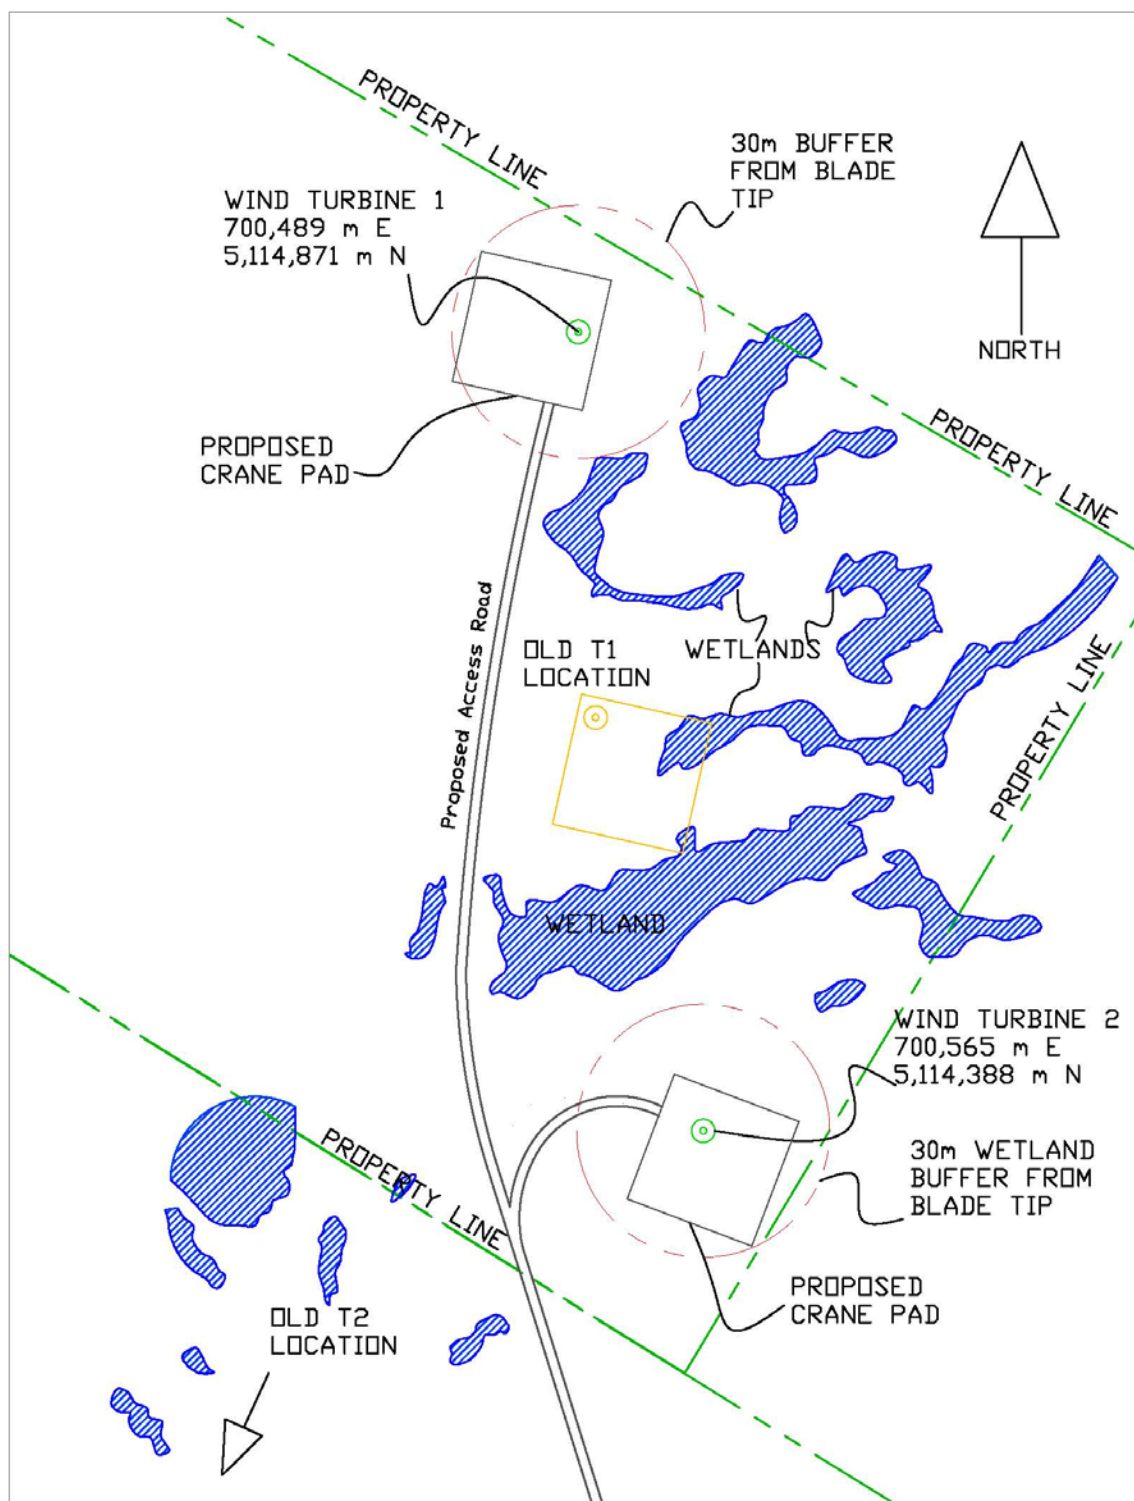 PROPERTY LINE
30m BUFFER
FROM BLADE
TIP
WIND TURBINE 1
700,489 m E
5,114,871 m N
NORTH
PROPOSED
CRANE PAD
PROPERTY LINE
Proposed Access Road
OLD T1
LOCATION
WETLANDS
PROPERTY LINE
WETLAND
WIND TURBINE 2
700,565 m E
5,114,388 m N
PROPERTY LINE
30m WETLAND
BUFFER FROM
BLADE TIP
PROPOSED
CRANE PAD
OLD T2
LOCATION